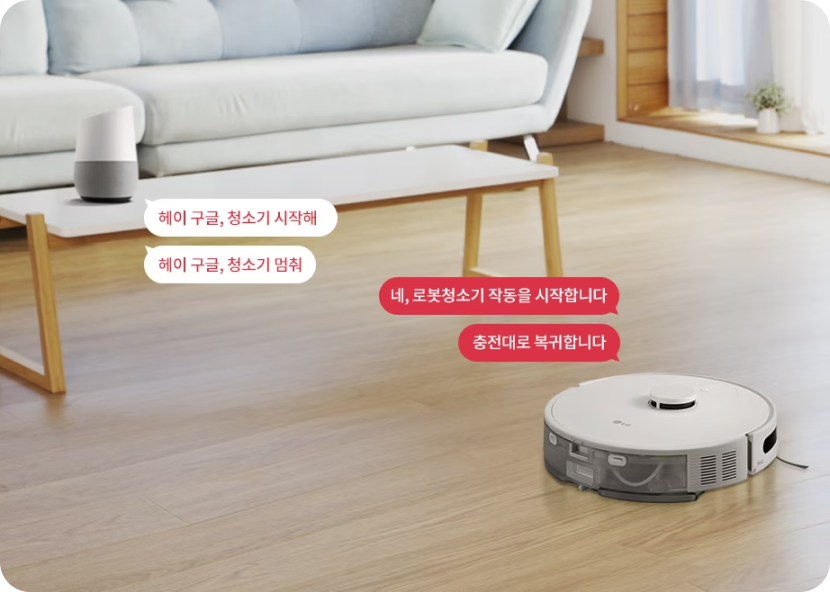 헤이 구글, 청소기 시작해
헤이 구글, 청소기 멈춰
네, 로봇청소기 작동을 시작합니다
충전대로 복귀합니다
LG